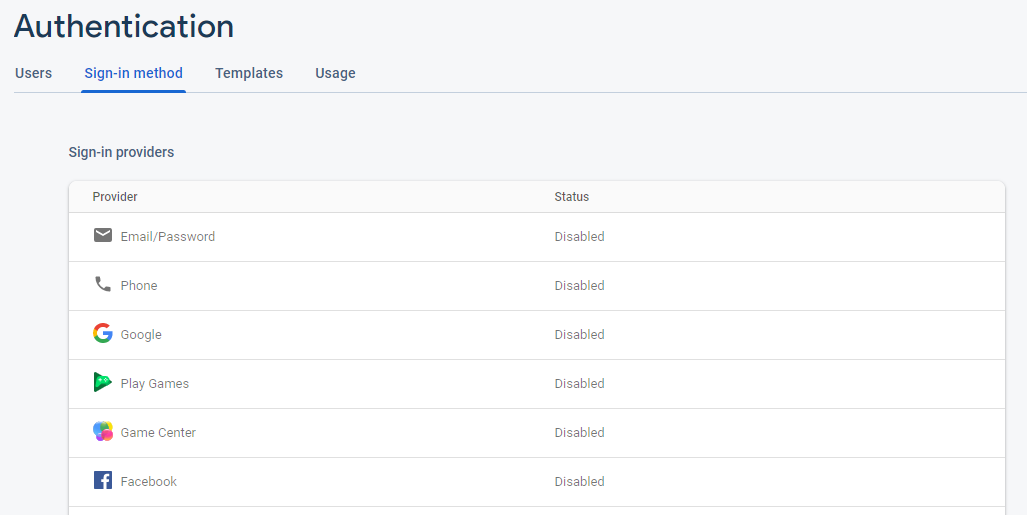 Authentication
Users Sign-in method Templates Usage
Sign-in providers
Provider Status
Email/Password Disabled
Phone Disabled
Google Disabled
Play Games Disabled
Game Center Disabled
Facebook Disabled